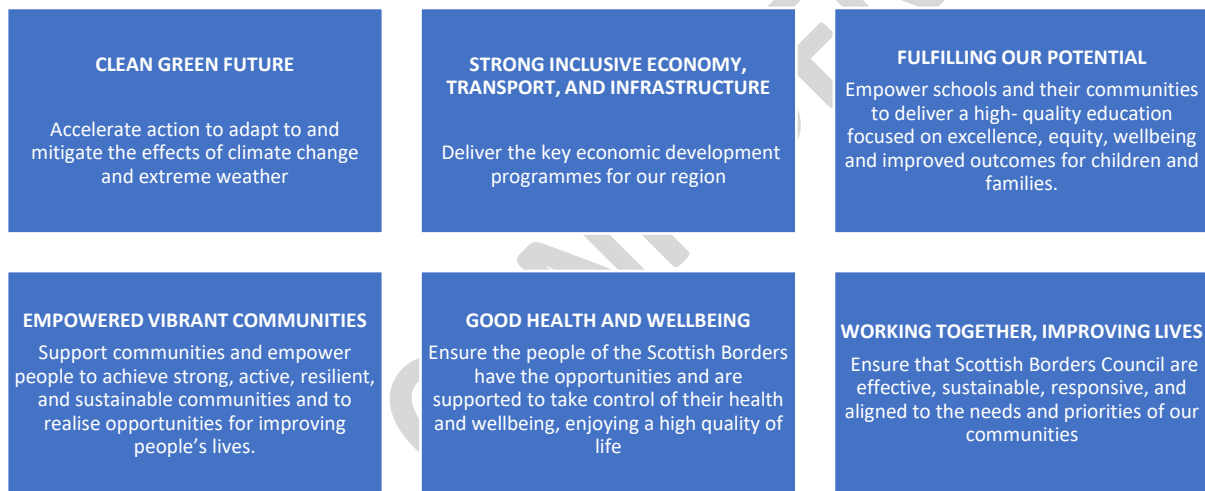 CLEAN GREEN FUTURE
Accelerate action to adapt to and
mitigate the effects of climate change
and extreme weather
STRONG INCLUSIVE ECONOMY,
TRANSPORT, AND INFRASTRUCTURE
Deliver the key economic development
programmes for our region
FULFILLING OUR POTENTIAL
Empower schools and their communities
to deliver a high- quality education
focused on excellence, equity, wellbeing
and improved outcomes for children and
families.
EMPOWERED VIBRANT COMMUNITIES
Support communities and empower
people to achieve strong, active, resilient,
and sustainable communities and to
realise opportunities for improving
people’s lives.
GOOD HEALTH AND WELLBEING
Ensure the people of the Scottish Borders
have the opportunities and are
supported to take control of their health
and wellbeing, enjoying a high quality of
life
WORKING TOGETHER, IMPROVING LIVES
Ensure that Scottish Borders Council are
effective, sustainable, responsive, and
aligned to the needs and priorities of our
communities